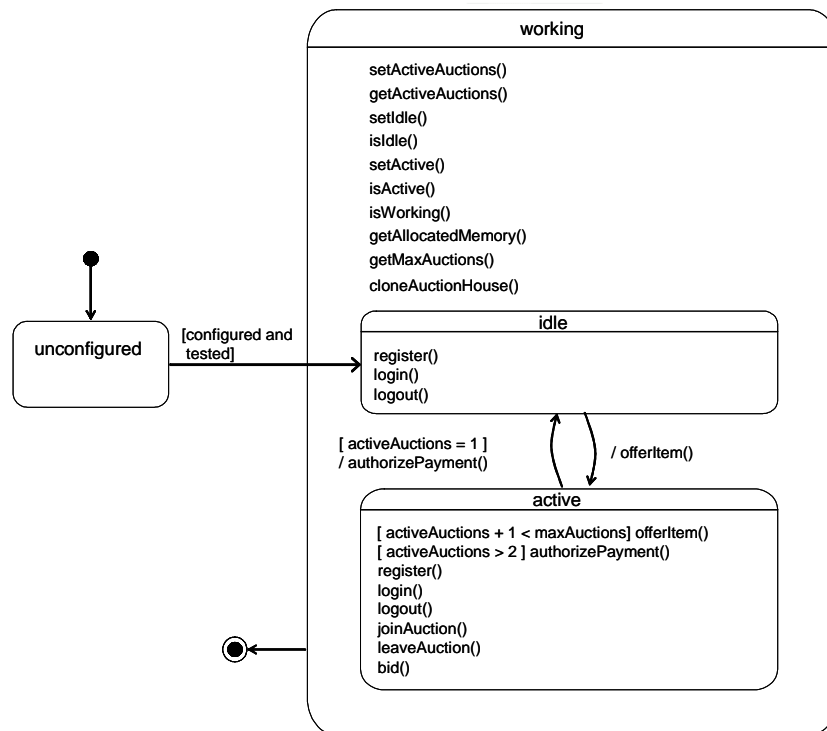 working
setActiveAuctions()
getActiveAuctions()
setIdle()
isIdle()
setActive()
isActive()
isWorking()
getAllocatedMemory()
getMaxAuctions()
cloneAuctionHouse()
unconfigured
[configured and
tested]
idle
register()
login()
logout()
[ activeAuctions = 1 ]
/ authorizePayment()
/ offerItem()
active
[ activeAuctions + 1 < maxAuctions] offerItem()
[ activeAuctions > 2 ] authorizePayment()
register()
login()
logout()
joinAuction()
leaveAuction()
bid()